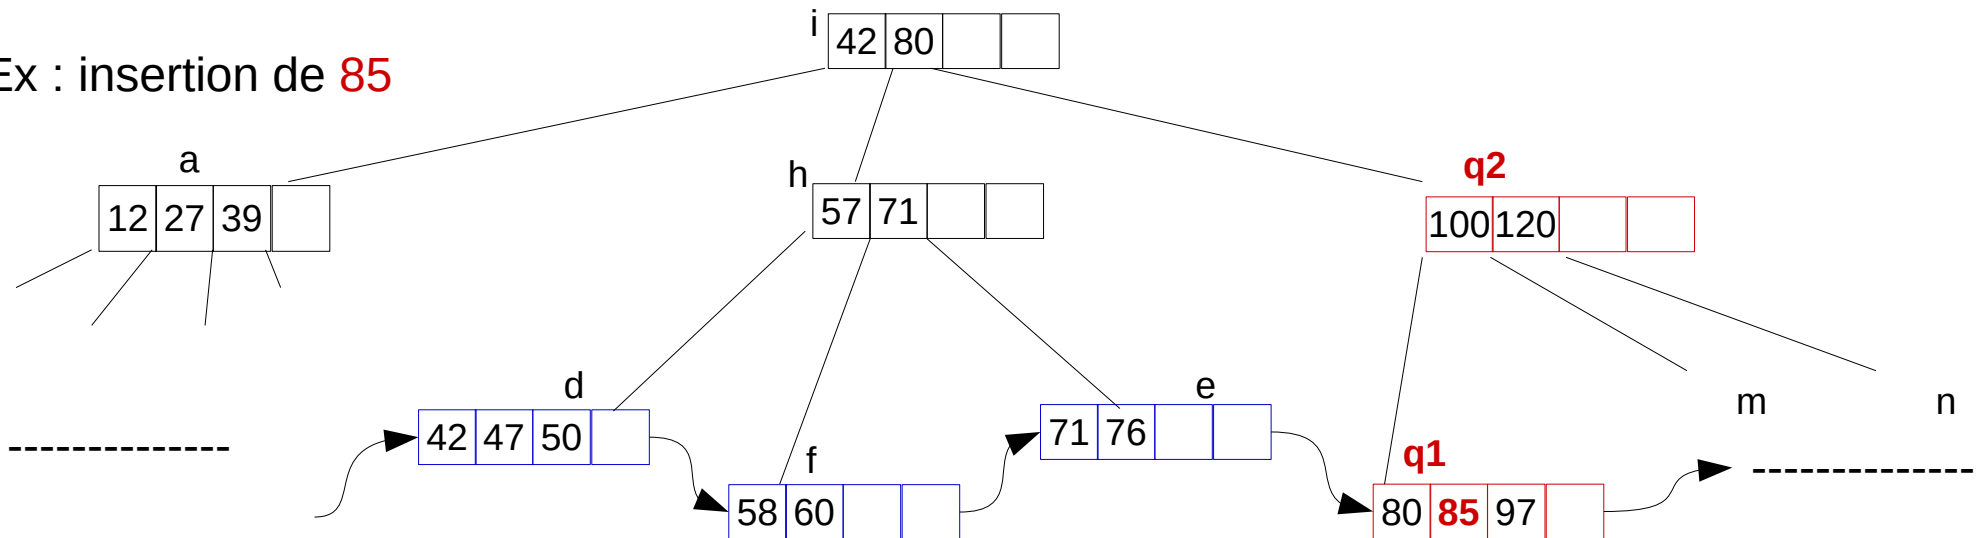 i
42 80
Ex : insertion de 85
a
12 27 39
h
57 71
q2
100 120
d
42 47 50
e
71 76
m n
f
58 60
q1
80 85 97